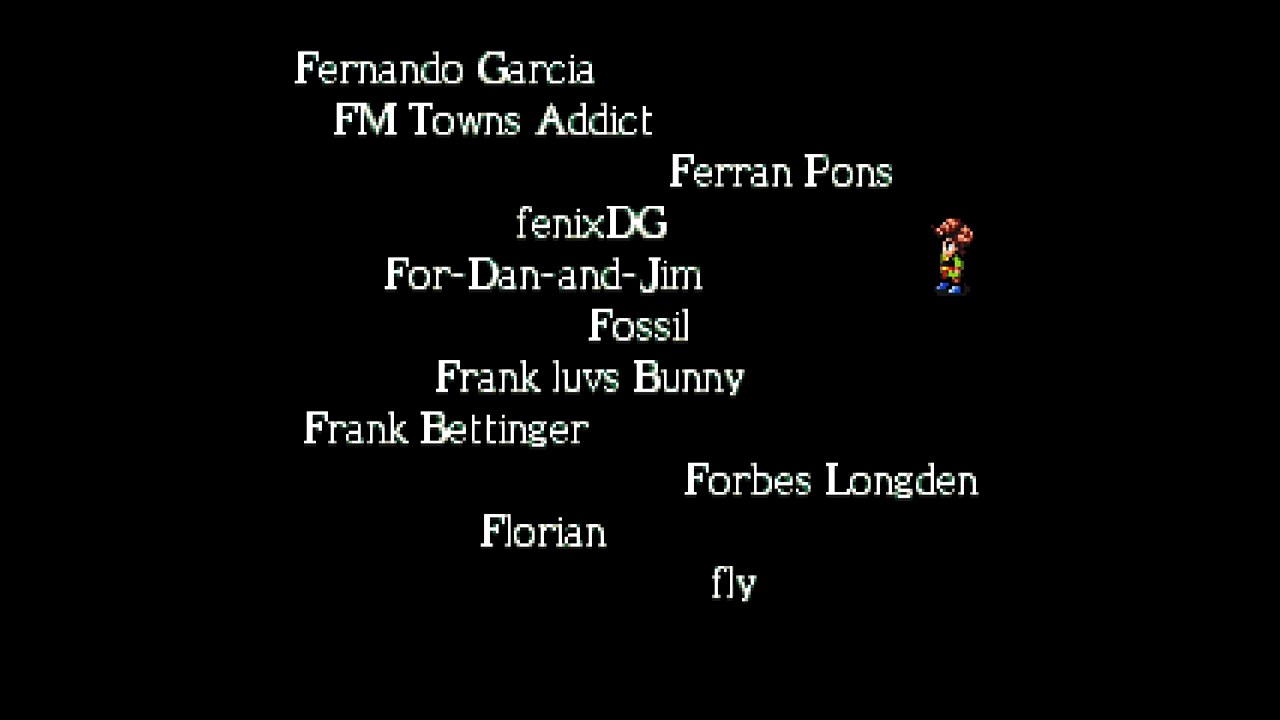 Fernando Garcia
FM Towns Addict
Ferran Pons
fenixDG
For-Dan-and-Jim
Fossil
Frank luvs Bunny
Frank Bettinger
Forbes Longden
Florian
fly